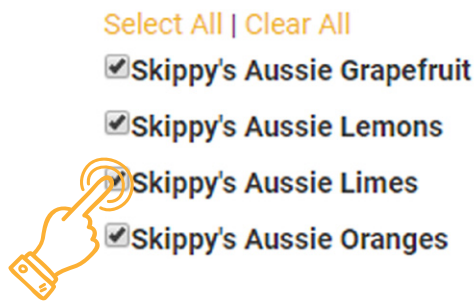 Select All | Clear All
Skippy's Aussie Grapefruit
Skippy's Aussie Lemons
Skippy's Aussie Limes
Skippy's Aussie Oranges